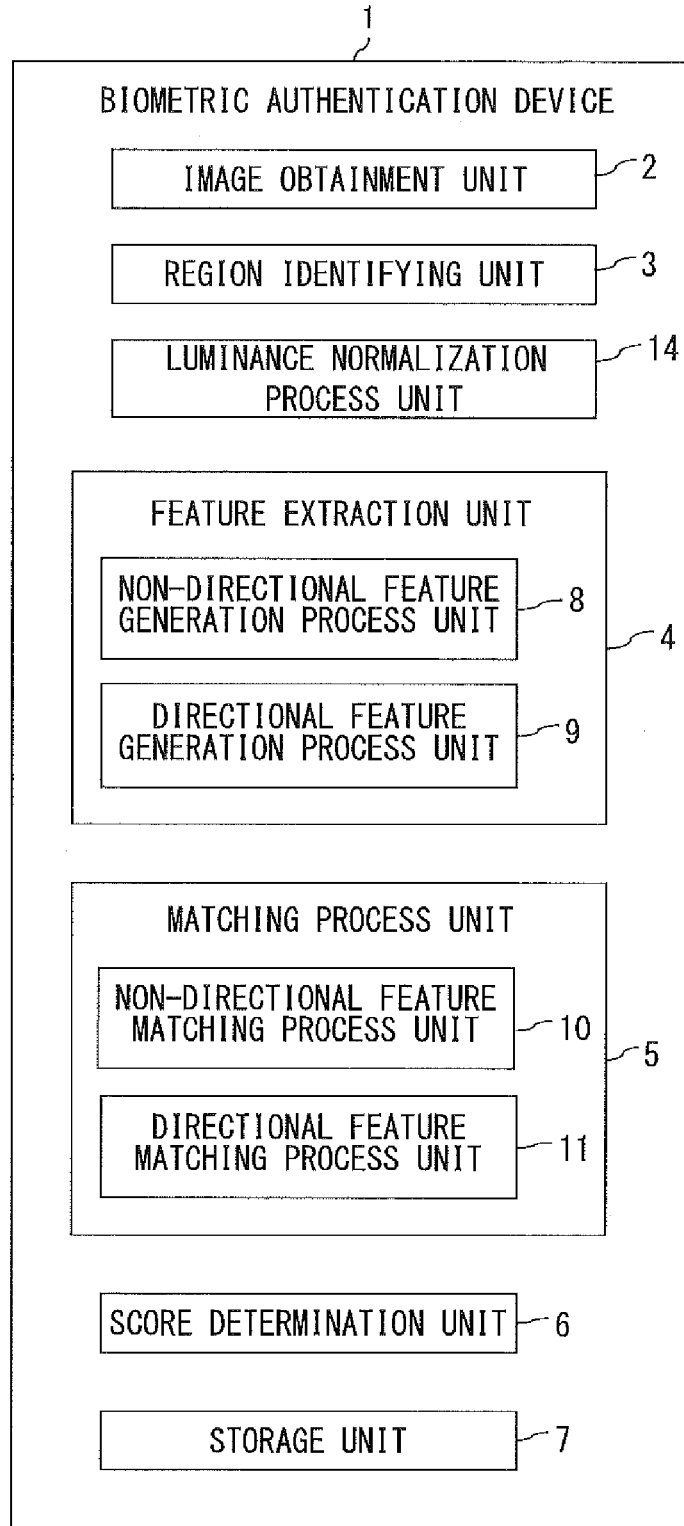 1
BIOMETRIC AUTHENTICATION DEVICE
IMAGE OBTAINMENT UNIT
2
REGION IDENTIFYING UNIT
3
LUMINANCE NORMALIZATION
PROCESS UNIT
14
FEATURE EXTRACTION UNIT
NON-DIRECTIONAL FEATURE
GENERATION PROCESS UNIT
8
4
DIRECTIONAL FEATURE
GENERATION PROCESS UNIT
9
MATCHING PROCESS UNIT
NON-DIRECTIONAL FEATURE
MATCHING PROCESS UNIT
10
5
DIRECTIONAL FEATURE
MATCHING PROCESS UNIT
11
SCORE DETERMINATION UNIT
6
STORAGE UNIT
7